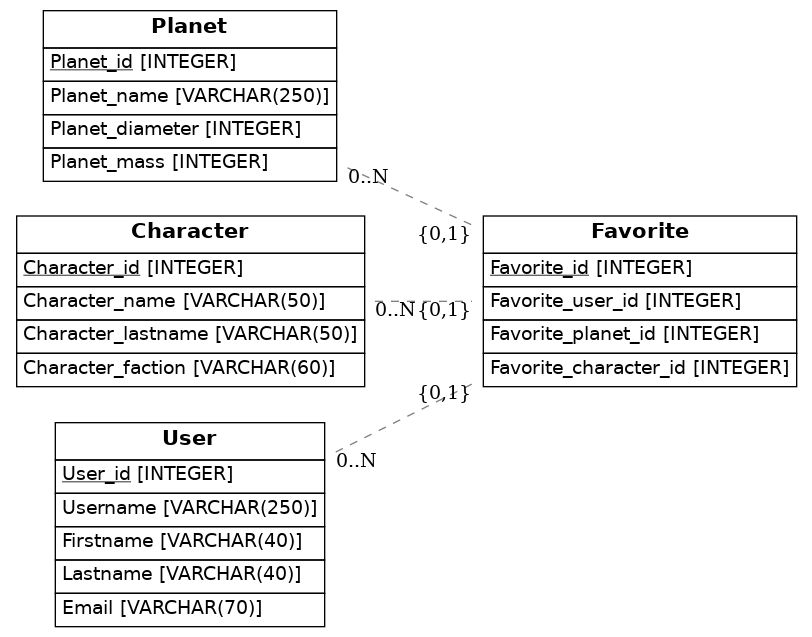 Planet
Planet_id [INTEGER]
Planet_name [VARCHAR(250)]
Planet_diameter [INTEGER]
Planet_mass [INTEGER]
0..N
{0,1}
Character
Character_id [INTEGER]
Character_name [VARCHAR(50)]
Character_lastname [VARCHAR(50)]
Character_faction [VARCHAR(60)]
0..N
{0,1}
Favorite
Favorite_id [INTEGER]
Favorite_user_id [INTEGER]
Favorite_planet_id [INTEGER]
Favorite_character_id [INTEGER]
{0,1}
0..N
User
User_id [INTEGER]
Username [VARCHAR(250)]
Firstname [VARCHAR(40)]
Lastname [VARCHAR(40)]
Email [VARCHAR(70)]